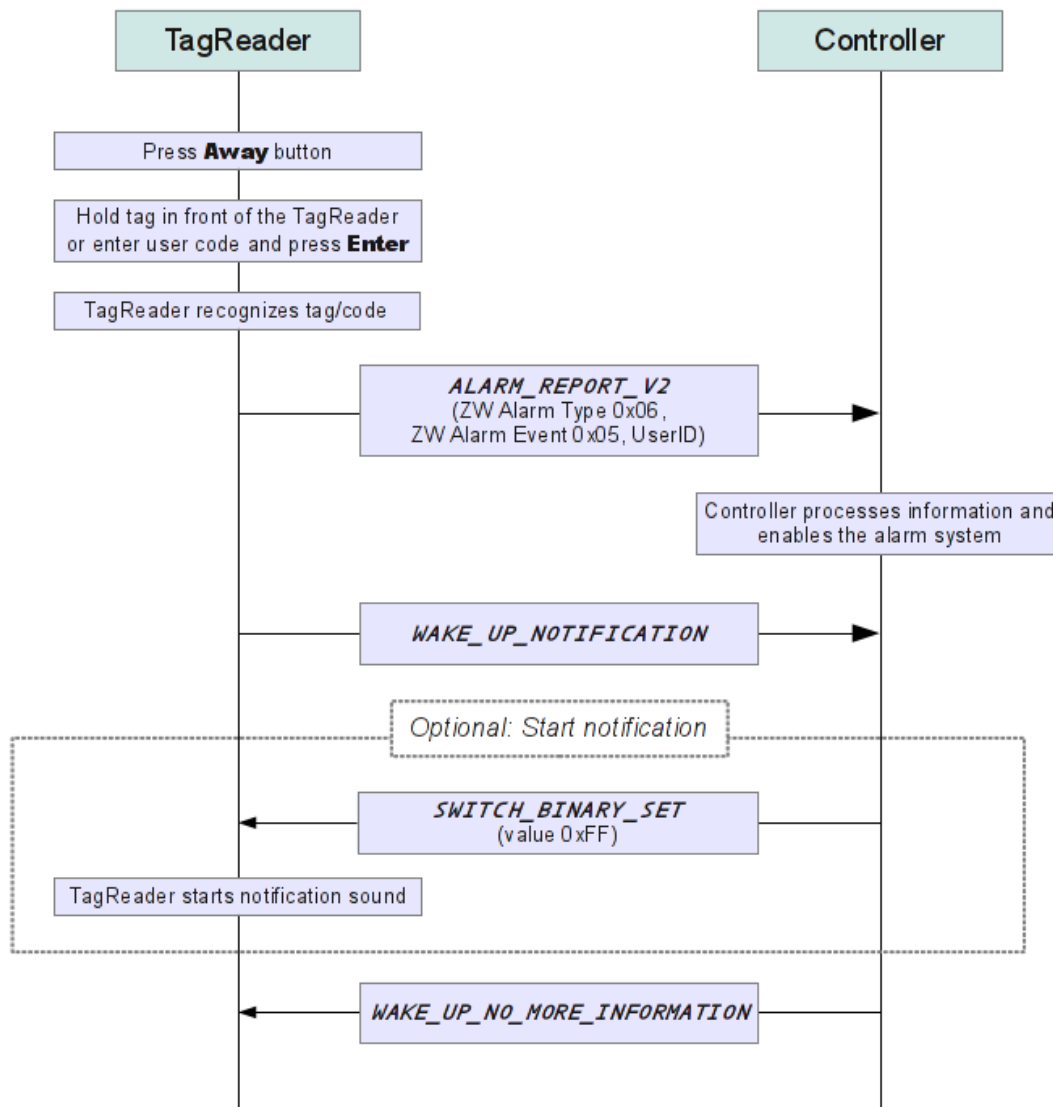 TagReader
Controller
Press Away button
Hold tag in front of the TagReader
or enter user code and press Enter
TagReader recognizes tag/code
ALARM_REPORT_V2
(ZW Alarm Type 0x06,
ZW Alarm Event 0x05, UserID)
Controller processes information and
enables the alarm system
WAKE_UP_NOTIFICATION
Optional: Start notification
SWITCH_BINARY_SET
(value 0xFF)
TagReader starts notification sound
WAKE_UP_NO_MORE_INFORMATION